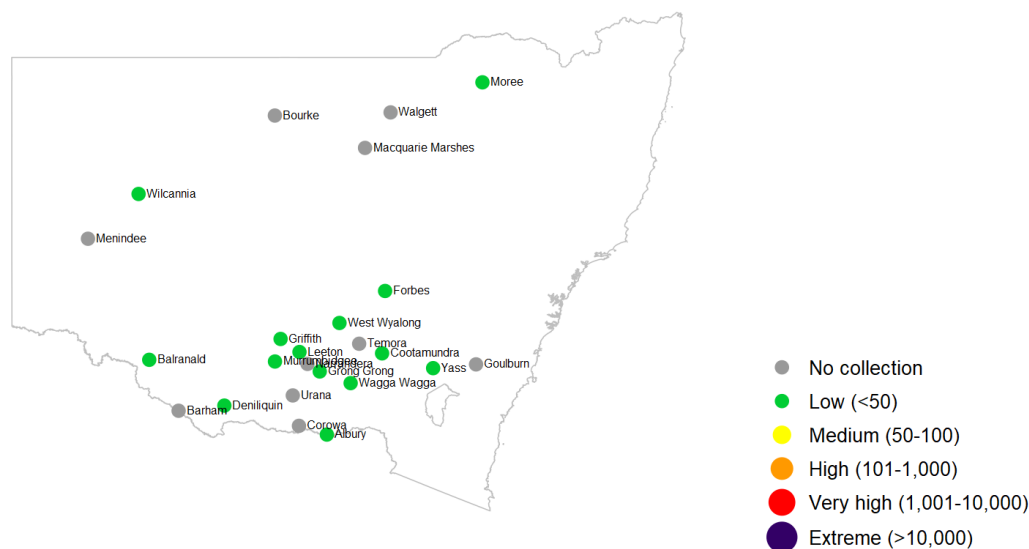 Moree
Bourke
Walgett
Macquarie Marshes
Wilcannia
Menindee
Forbes
West Wyalong
Griffith
Temora
Leeton
Cootamundra
Balranald
Murrumbidgee
Narrandera
Goulburn
Yass
Grong Grong
Wagga Wagga
Urana
Deniliquin
Barham
Corowa
Albury
No collection
Low (<50)
Medium (50-100)
High (101-1,000)
Very high (1,001-10,000)
Extreme (>10,000)